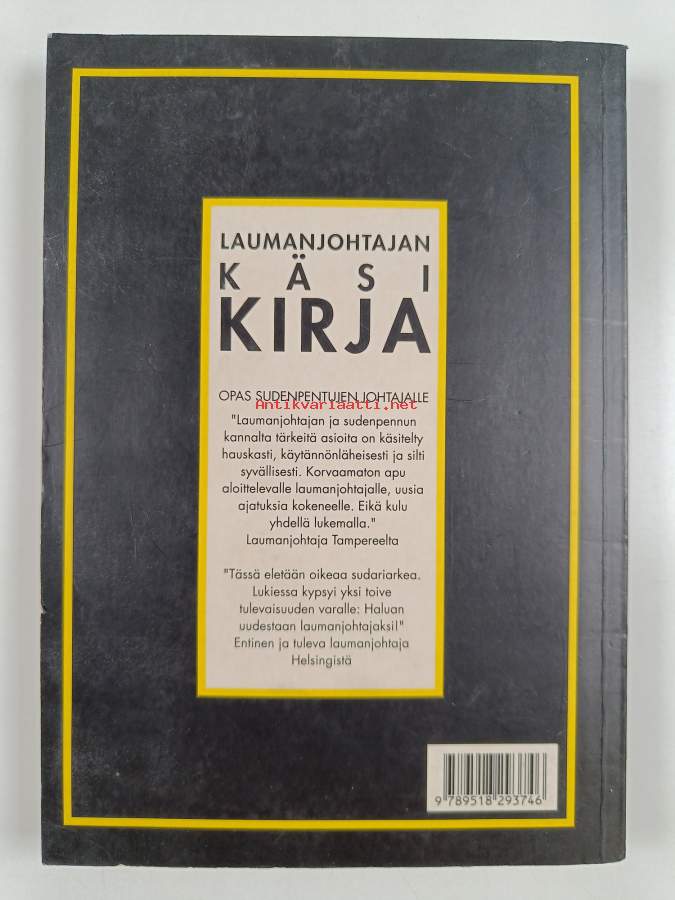 LAUMANJOHTAJAN
KÄSI
KIRJA
OPAS SUDENPENTUJEN JOHTAJALLE
Antikvariaatti.net
"Laumanjohtajan ja sudenpennun
kannalta tärkeitä asioita on käsitelty
hauskasti, käytännönläheisesti ja silti
syvällisesti. Korvaamaton apu
aloittelevalle laumanjohtajalle, uusia
ajatuksia kokeneelle. Eikä kulu
yhdellä lukemalla."
Laumanjohtaja Tampereelta
"Tässä eletään oikeaa sudariarkea.
Lukiessa kypsyi yksi toive
tulevaisuuden varalle: Haluan
uudestaan laumanjohtajaksi!"
Entinen ja tuleva laumanjohtaja
Helsingistä
9 789518 293746